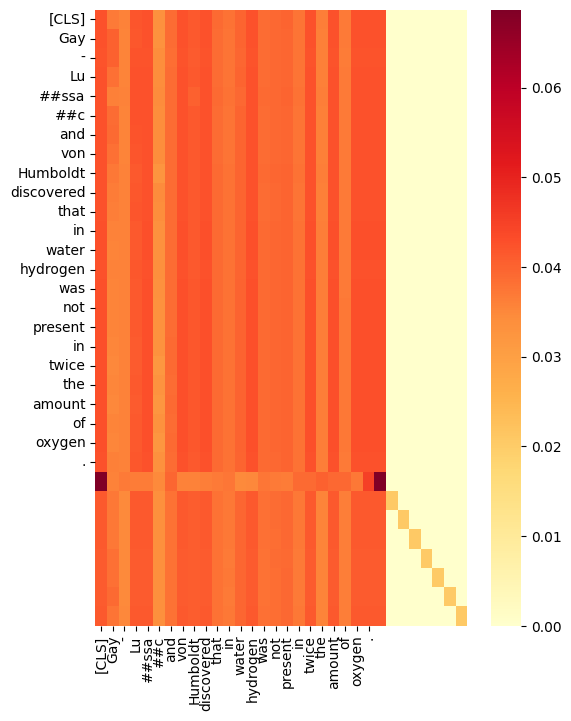 [CLS]
Gay
-
Lu
##ssa
##c
and
von
Humboldt
discovered
that
in
water
hydrogen
was
not
present
in
twice
the
amount
of
oxygen
.
0.06
0.05
0.04
0.03
0.02
0.01
0.00
[CLS]
Gay
-
Lu
##ssa
##c
and
von
Humboldt
discovered
that
in
water
hydrogen
was
not
present
in
twice
the
amount
of
oxygen
.